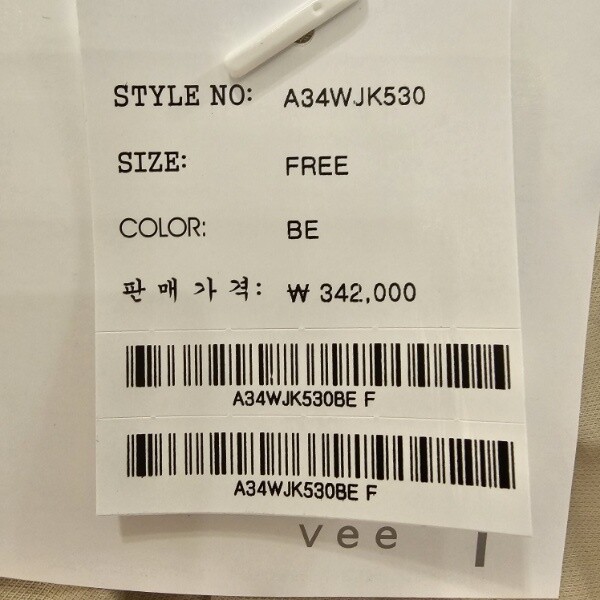 STYLE NO: A34WJK530
SIZE: FREE
COLOR: BE
판매가격: ₩ 342,000
A34WJK530BE F
A34WJK530BE F
vee